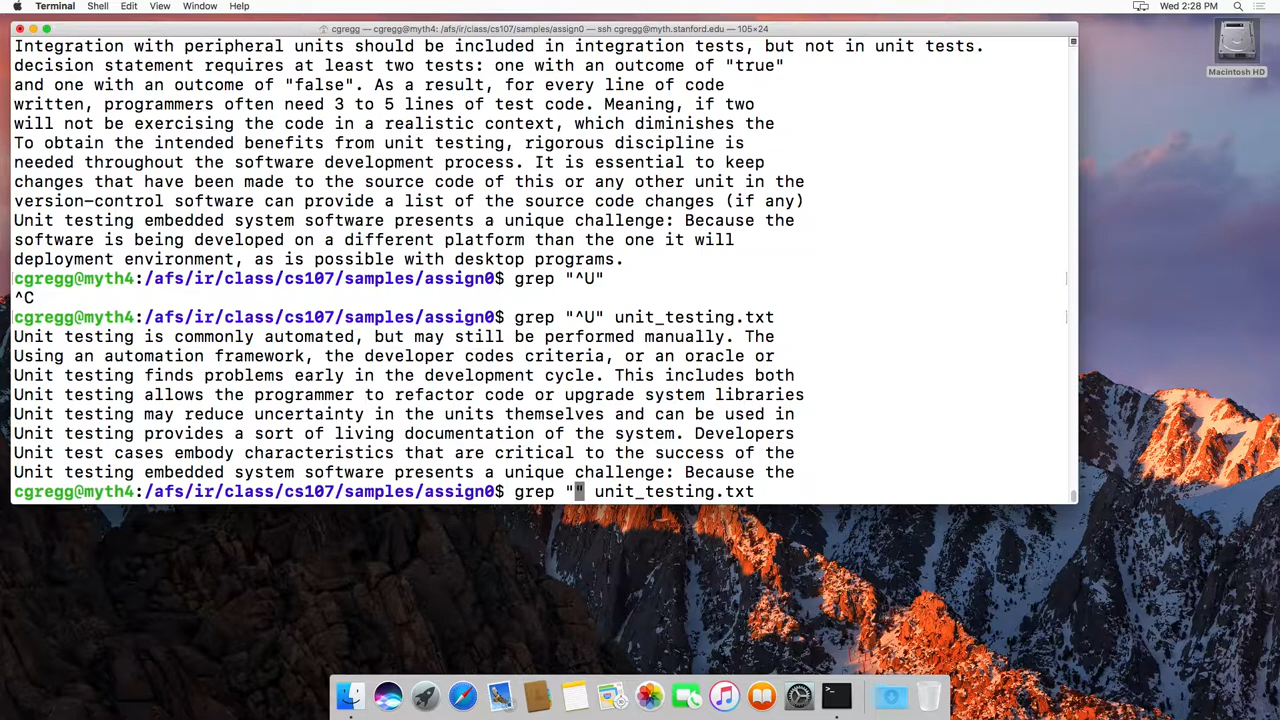 Terminal Shell Edit View Window Help Wed 2:28 PM
cgregg — cgregg@myth4: /afs/ir/class/cs107/samples/assign0 — ssh cgregg@myth.stanford.edu — 105×24
Integration with peripheral units should be included in integration tests, but not in unit tests.
decision statement requires at least two tests: one with an outcome of "true"
and one with an outcome of "false". As a result, for every line of code
written, programmers often need 3 to 5 lines of test code. Meaning, if two
will not be exercising the code in a realistic context, which diminishes the
To obtain the intended benefits from unit testing, rigorous discipline is
needed throughout the software development process. It is essential to keep
changes that have been made to the source code of this or any other unit in the
version-control software can provide a list of the source code changes (if any)
Unit testing embedded system software presents a unique challenge: Because the
software is being developed on a different platform than the one it will
deployment environment, as is possible with desktop programs.
cgregg@myth4:/afs/ir/class/cs107/samples/assign0$ grep "^U"
^C
cgregg@myth4:/afs/ir/class/cs107/samples/assign0$ grep "^U" unit_testing.txt
Unit testing is commonly automated, but may still be performed manually. The
Using an automation framework, the developer codes criteria, or an oracle or
Unit testing finds problems early in the development cycle. This includes both
Unit testing allows the programmer to refactor code or upgrade system libraries
Unit testing may reduce uncertainty in the units themselves and can be used in
Unit testing provides a sort of living documentation of the system. Developers
Unit test cases embody characteristics that are critical to the success of the
Unit testing embedded system software presents a unique challenge: Because the
cgregg@myth4:/afs/ir/class/cs107/samples/assign0$ grep "" unit_testing.txt
Macintosh HD